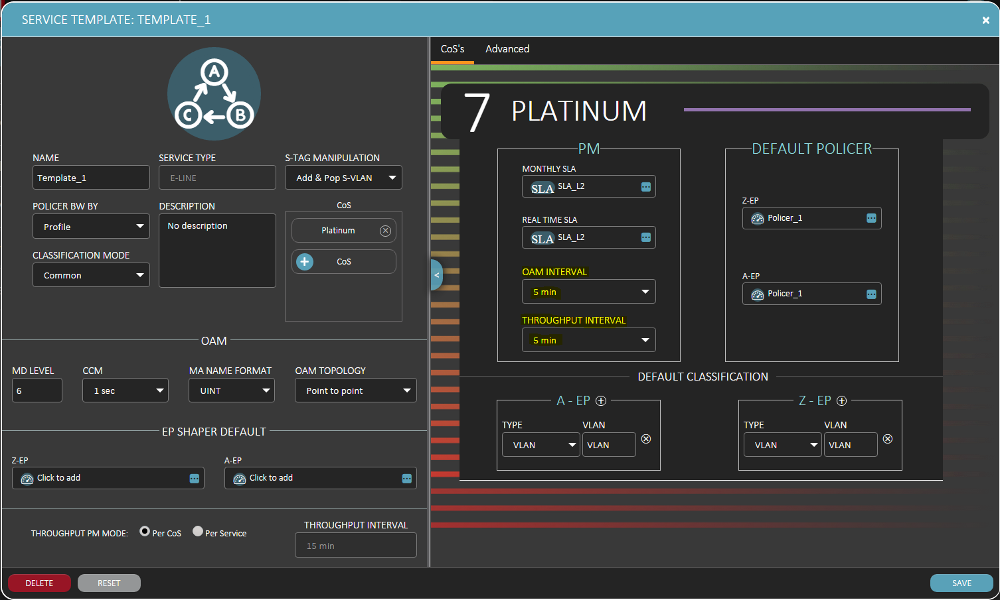 SERVICE TEMPLATE: TEMPLATE_1
×
A
C B
NAME SERVICE TYPE S-TAG MANIPULATION
Template_1 E-LINE Add & Pop S-VLAN
POLICER BW BY DESCRIPTION CoS
Profile No description Platinum
CLASSIFICATION MODE CoS
Common
OAM
MD LEVEL CCM MA NAME FORMAT OAM TOPOLOGY
6 1 sec UINT Point to point
EP SHAPER DEFAULT
Z-EP A-EP
Click to add Click to add
THROUGHPUT PM MODE: Per CoS Per Service
THROUGHPUT INTERVAL
15 min
CoS's Advanced
<
7 PLATINUM
PM
MONTHLY SLA
SLA SLA_L2
REAL TIME SLA
SLA SLA_L2
OAM INTERVAL
5 min
THROUGHPUT INTERVAL
5 min
DEFAULT POLICER
Z-EP
Policer_1
A-EP
Policer_1
DEFAULT CLASSIFICATION
A - EP
TYPE VLAN
VLAN VLAN
Z - EP
TYPE VLAN
VLAN VLAN
DELETE RESET SAVE